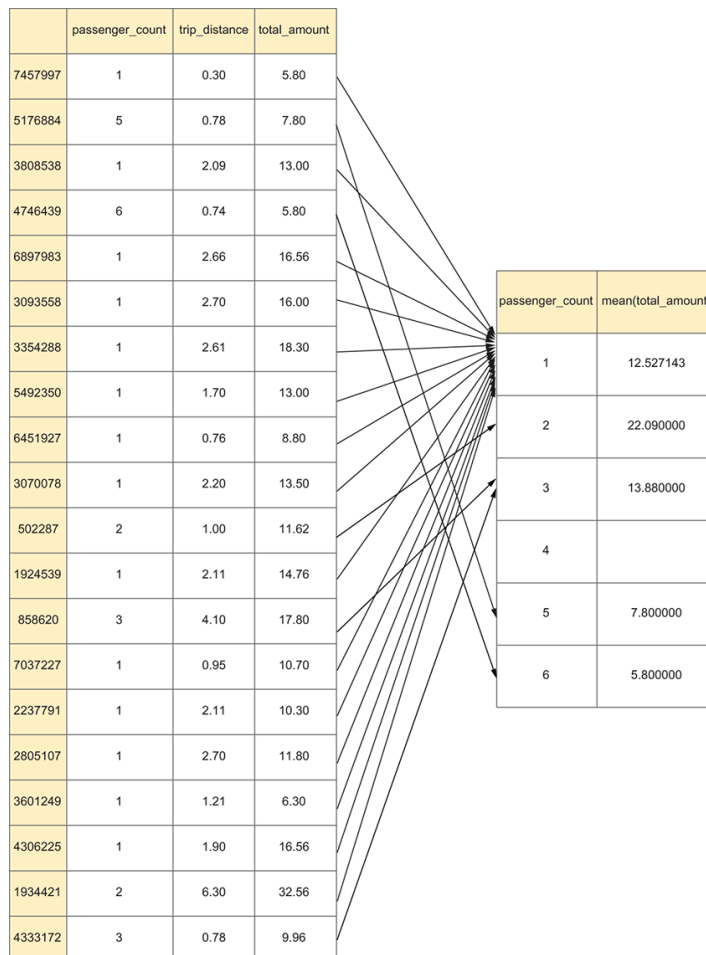 passenger_count trip_distance total_amount
7457997 1 0.30 5.80
5176884 5 0.78 7.80
3808538 1 2.09 13.00
4746439 6 0.74 5.80
6897983 1 2.66 16.56
3093558 1 2.70 16.00
3354288 1 2.61 18.30
5492350 1 1.70 13.00
6451927 1 0.76 8.80
3070078 1 2.20 13.50
502287 2 1.00 11.62
1924539 1 2.11 14.76
858620 3 4.10 17.80
7037227 1 0.95 10.70
2237791 1 2.11 10.30
2805107 1 2.70 11.80
3601249 1 1.21 6.30
4306225 1 1.90 16.56
1934421 2 6.30 32.56
4333172 3 0.78 9.96
passenger_count mean(total_amount
1 12.527143
2 22.090000
3 13.880000
4
5 7.800000
6 5.800000